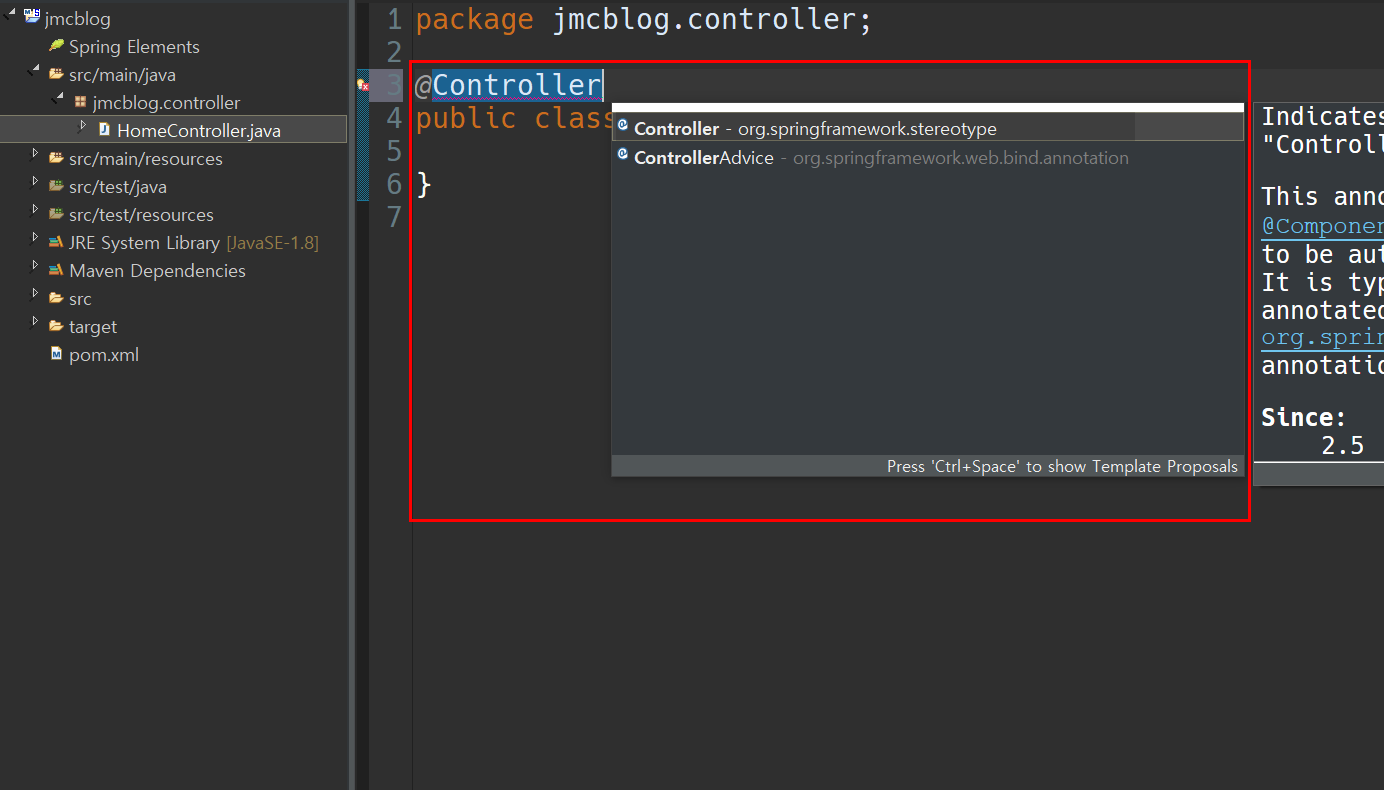 jmcblog
Spring Elements
src/main/java
jmcblog.controller
HomeController.java
src/main/resources
src/test/java
src/test/resources
JRE System Library [JavaSE-1.8]
Maven Dependencies
src
target
pom.xml
1 package jmcblog.controller;
2
3 @Controller
4 public class
5
6 }
7
Controller - org.springframework.stereotype
ControllerAdvice - org.springframework.web.bind.annotation
Press 'Ctrl+Space' to show Template Proposals
Indicates
"Controll
This anno
@Componen
to be aut
It is typ
annotated
org.sprin
annotatio
Since:
2.5